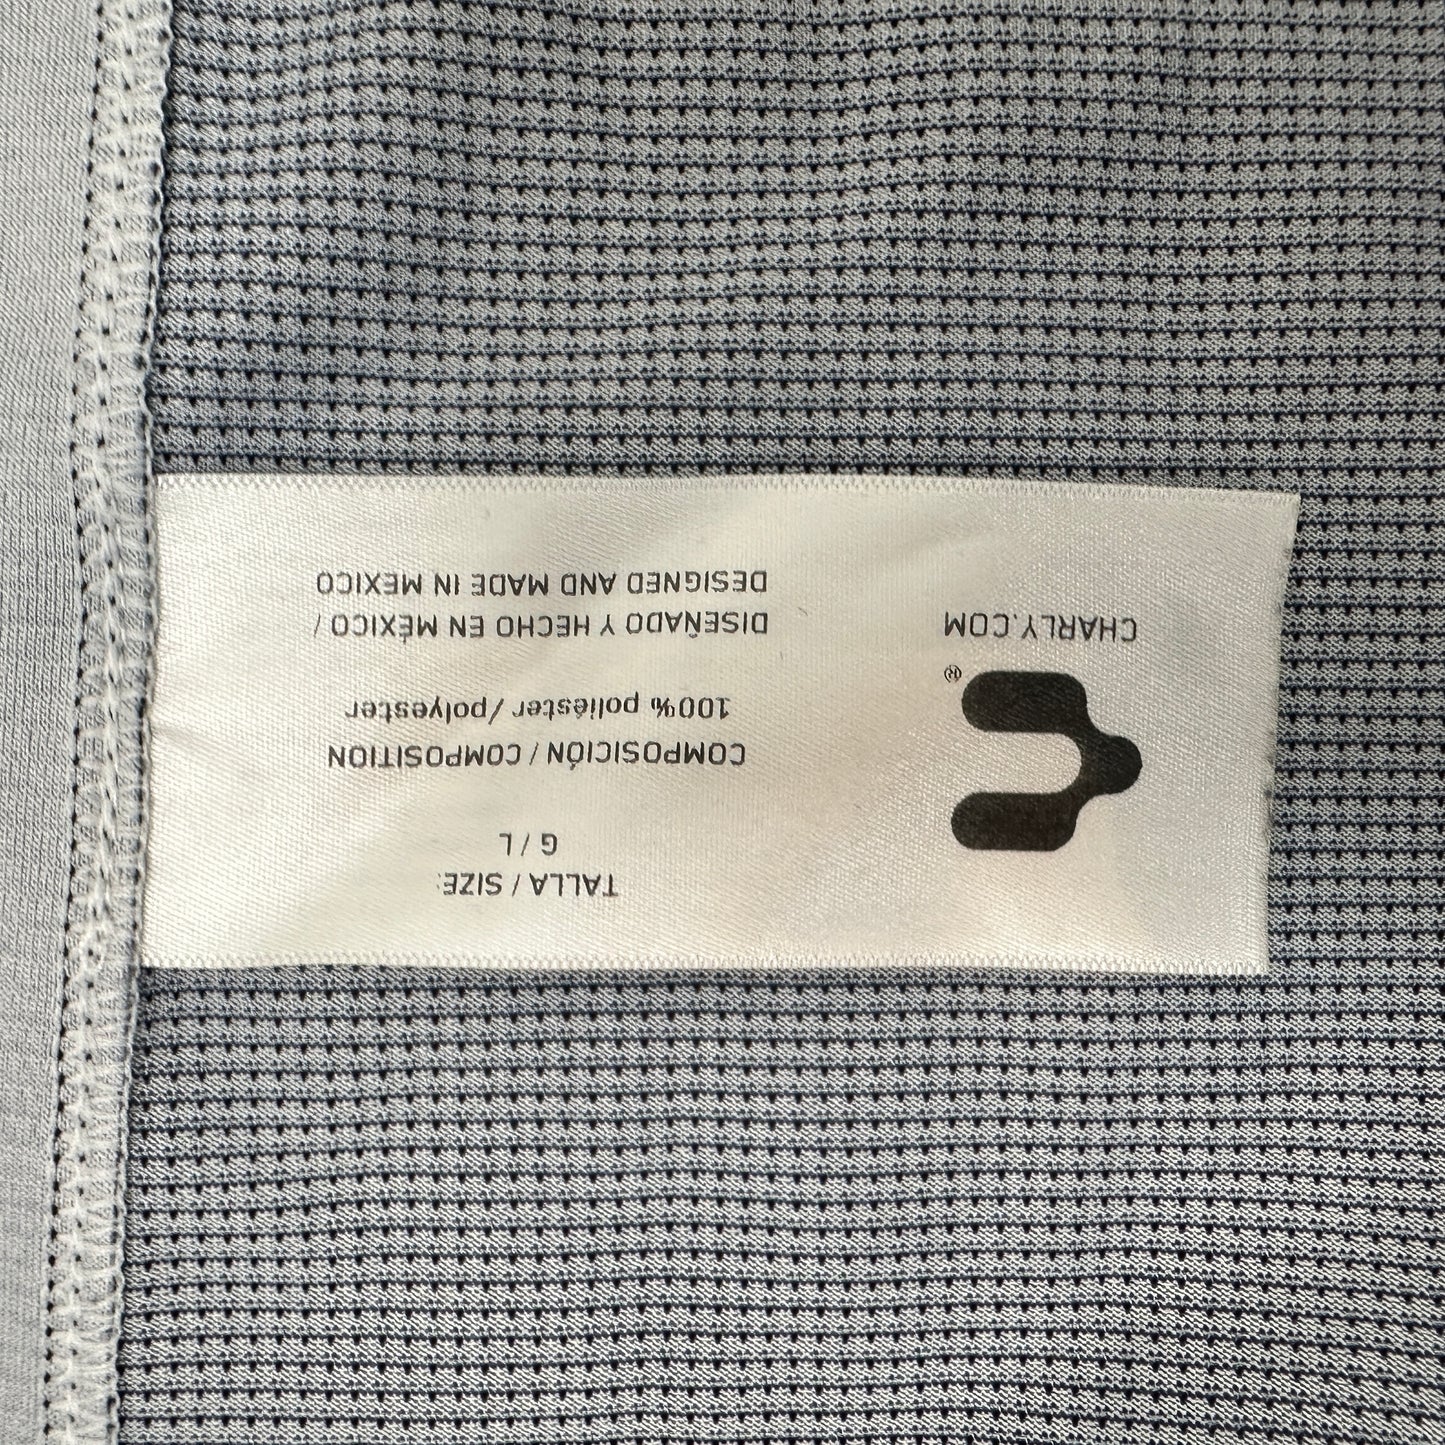 TALLA / SIZE:
G / L
COMPOSICIÓN / COMPOSITION
100% poliéster / polyester
DISEÑADO Y HECHO EN MÉXICO /
DESIGNED AND MADE IN MEXICO
®
CHARLY.COM